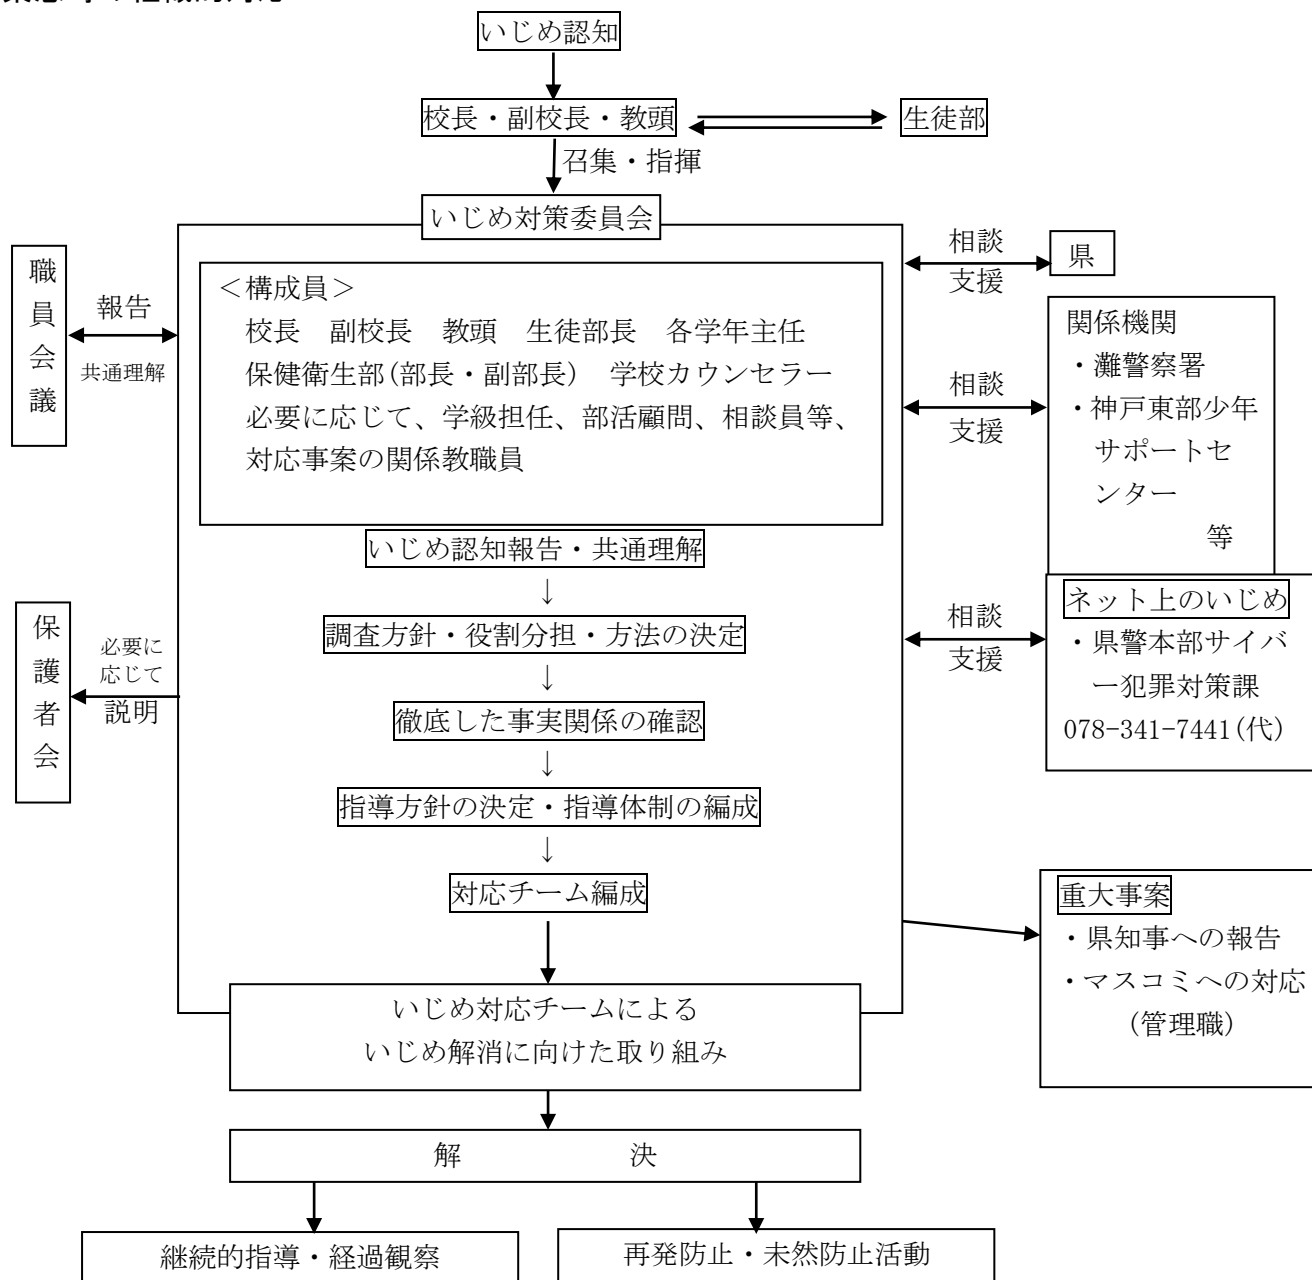 いじめ認知
校長・副校長・教頭
生徒部
召集・指揮
いじめ対策委員会
職員会議
報告
共通理解
＜構成員＞
校長　副校長　教頭　生徒部長　各学年主任
保健衛生部(部長・副部長)　学校カウンセラー
必要に応じて、学級担任、部活顧問、相談員等、
対応事案の関係教職員
相談
支援
県
相談
支援
関係機関
・灘警察署
・神戸東部少年
サポートセ
ンター
等
いじめ認知報告・共通理解
↓
調査方針・役割分担・方法の決定
↓
徹底した事実関係の確認
↓
指導方針の決定・指導体制の編成
↓
対応チーム編成
保護者会
必要に
応じて
説明
相談
支援
ネット上のいじめ
・県警本部サイバ
ー犯罪対策課
078-341-7441(代)
重大事案
・県知事への報告
・マスコミへの対応
(管理職)
いじめ対応チームによる
いじめ解消に向けた取り組み
解　　　　　決
継続的指導・経過観察
再発防止・未然防止活動